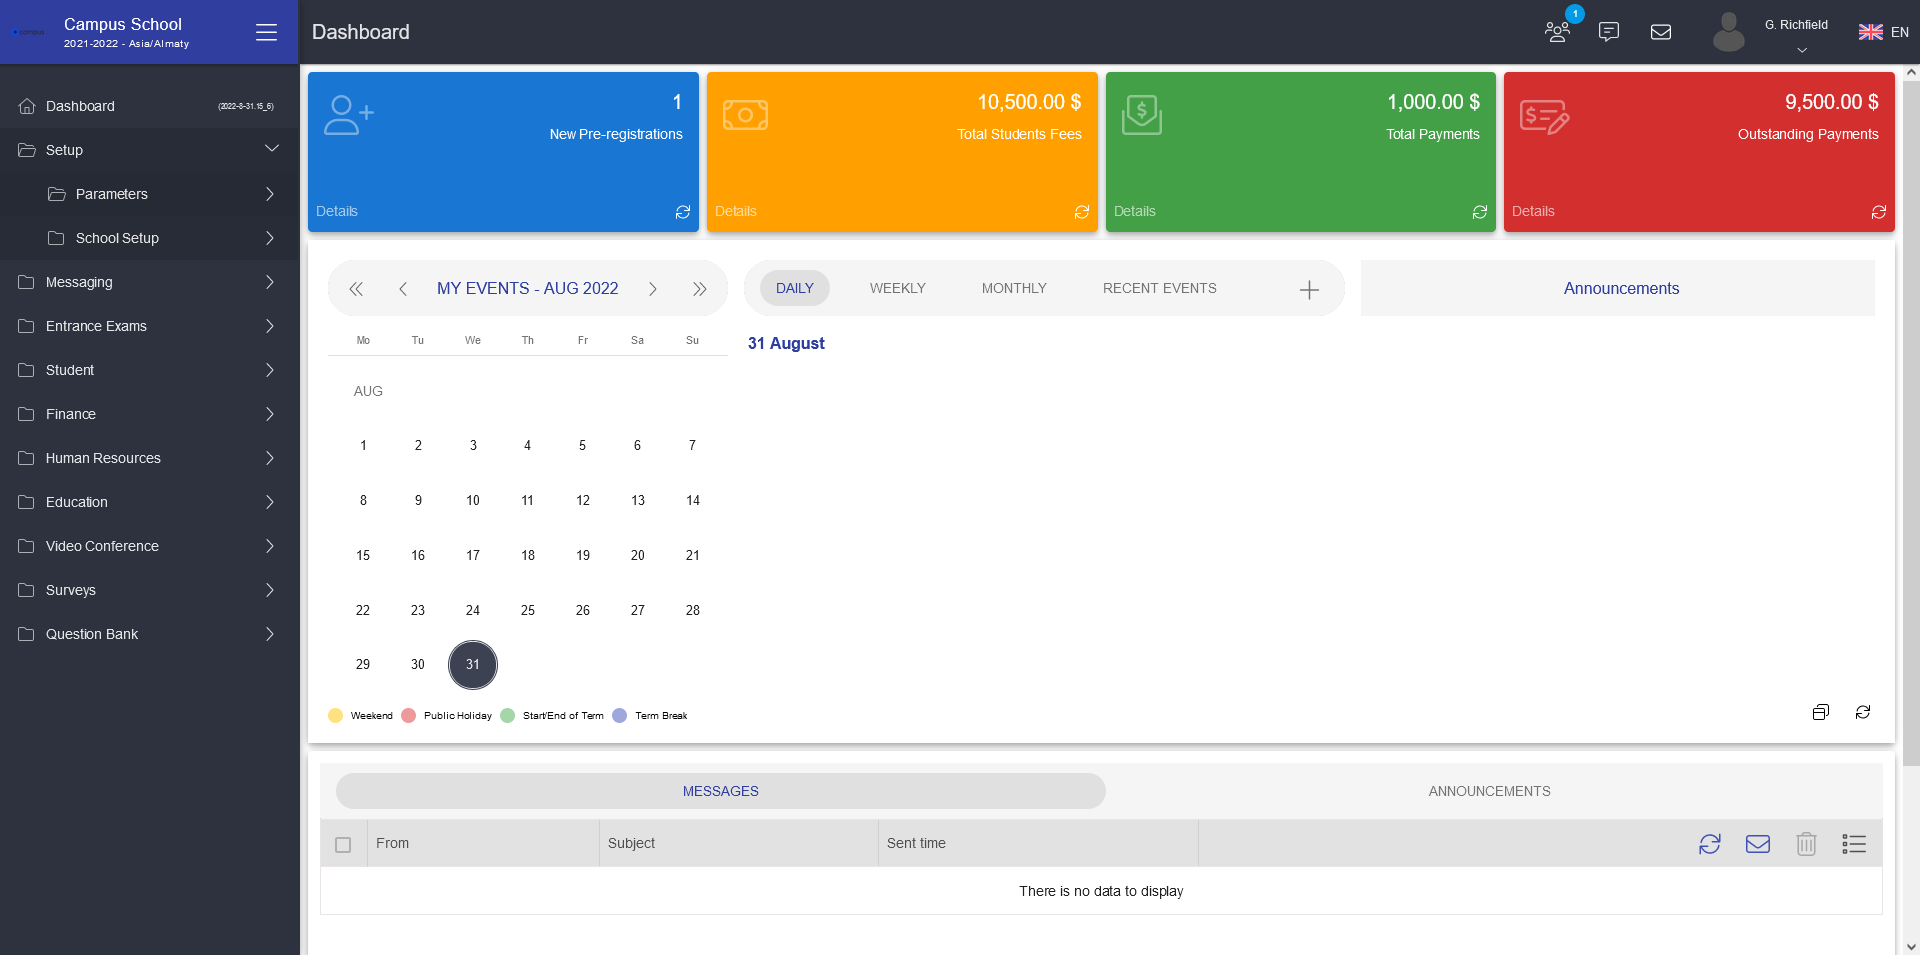 campus
Campus School
2021-2022 - Asia/Almaty
Dashboard
1
G. Richfield
EN
Dashboard
(2022-8-31.15_6)
Setup
Parameters
School Setup
Messaging
Entrance Exams
Student
Finance
Human Resources
Education
Video Conference
Surveys
Question Bank
1
New Pre-registrations
Details
10,500.00 $
Total Students Fees
Details
1,000.00 $
Total Payments
Details
9,500.00 $
Outstanding Payments
Details
MY EVENTS - AUG 2022
Mo Tu We Th Fr Sa Su
AUG
1 2 3 4 5 6 7
8 9 10 11 12 13 14
15 16 17 18 19 20 21
22 23 24 25 26 27 28
29 30 31
Weekend Public Holiday Start/End of Term Term Break
DAILY WEEKLY MONTHLY RECENT EVENTS
31 August
Announcements
MESSAGES ANNOUNCEMENTS
From Subject Sent time
There is no data to display